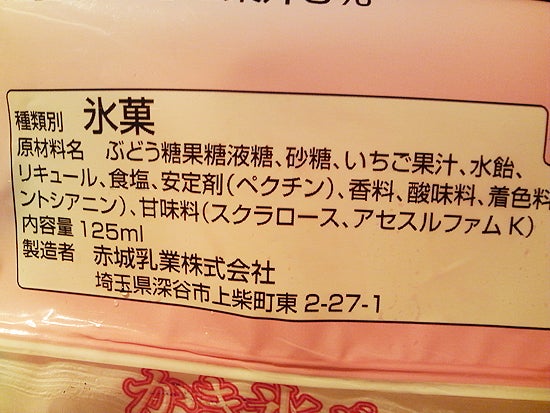 種類別 氷菓
原材料名 ぶどう糖果糖液糖、砂糖、いちご果汁、水飴、
リキュール、食塩、安定剤(ペクチン)、香料、酸味料、着色料
ントシアニン)、甘味料(スクラロース、アセスルファムK)
内容量 125ml
製造者 赤城乳業株式会社
埼玉県深谷市上柴町東 2-27-1
かき氷